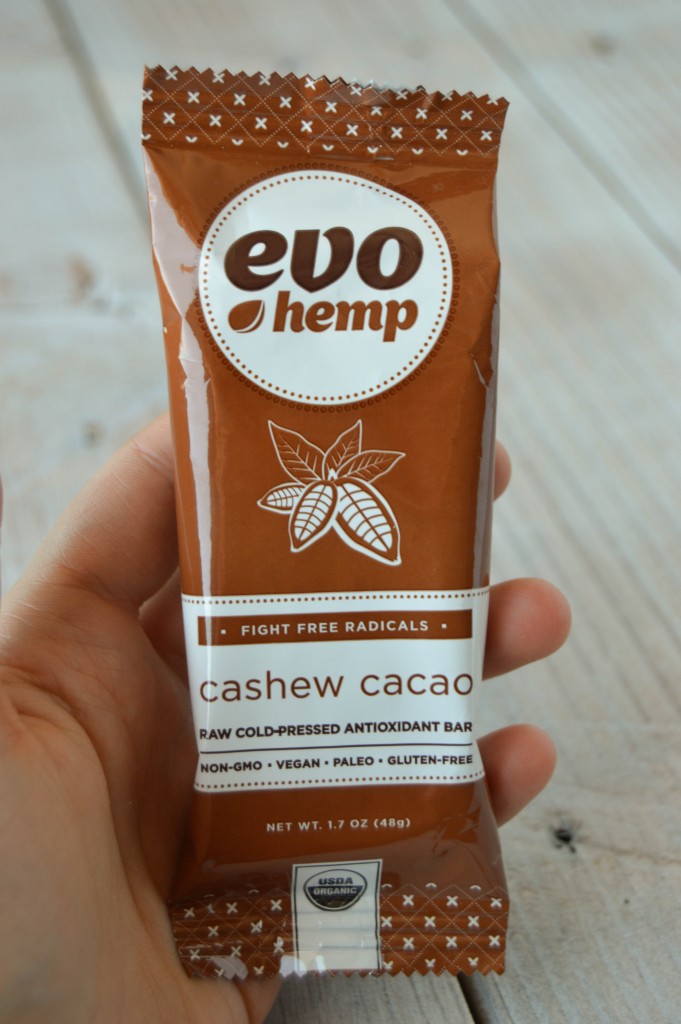 evo
hemp
• FIGHT FREE RADICALS •
cashew cacao
RAW COLD-PRESSED ANTIOXIDANT BAR
NON-GMO • VEGAN • PALEO • GLUTEN-FREE
NET WT. 1.7 OZ (48g)
USDA
ORGANIC